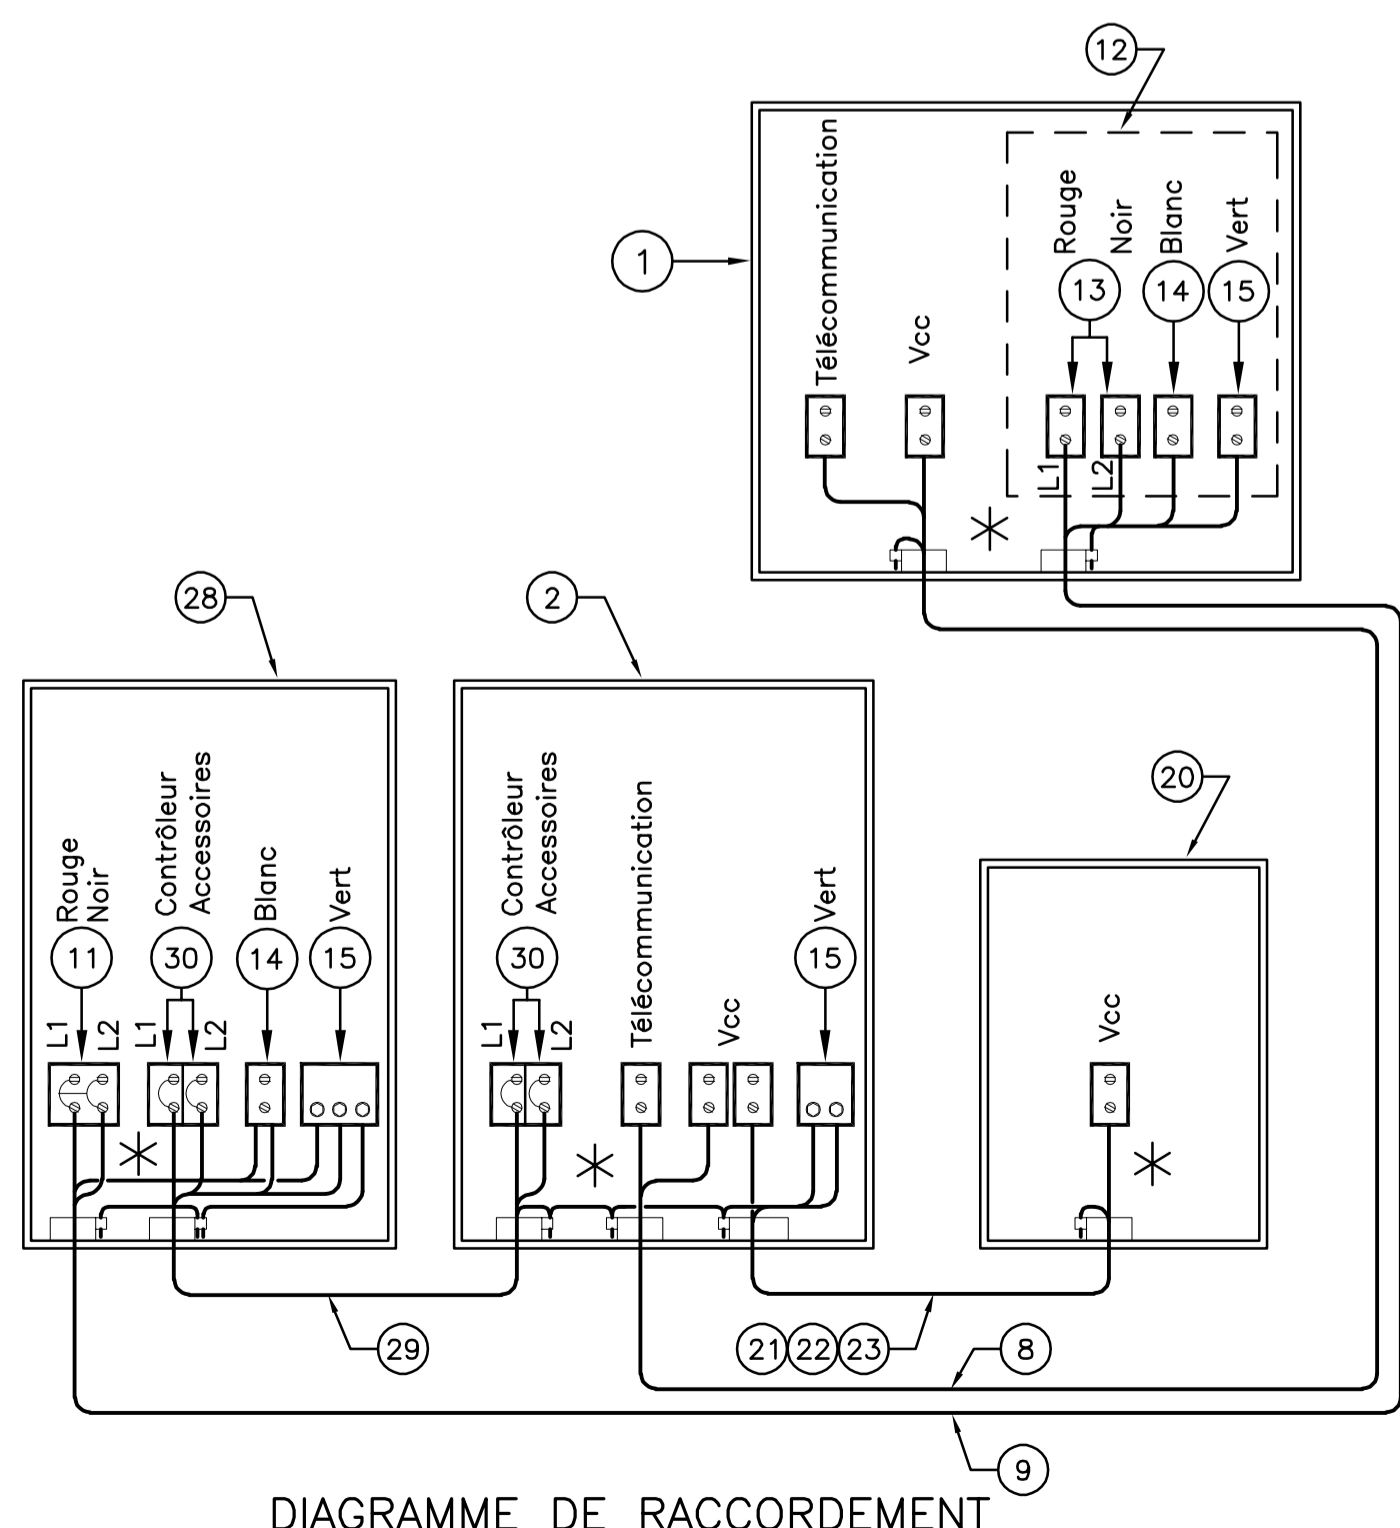 12
Télécommunication
Vcc
Rouge
Noir
Blanc
Vert
1
13
14
15
L1
L2
28
2
20
Rouge
Noir
Contrôleur
Accessoires
Blanc
Vert
11
30
14
15
L1
L2
L1
L2
Contrôleur
Accessoires
Télécommunication
Vcc
Vert
30
15
L1
L2
Vcc
29
21
22
23
8
9
DIAGRAMME DE RACCORDEMENT